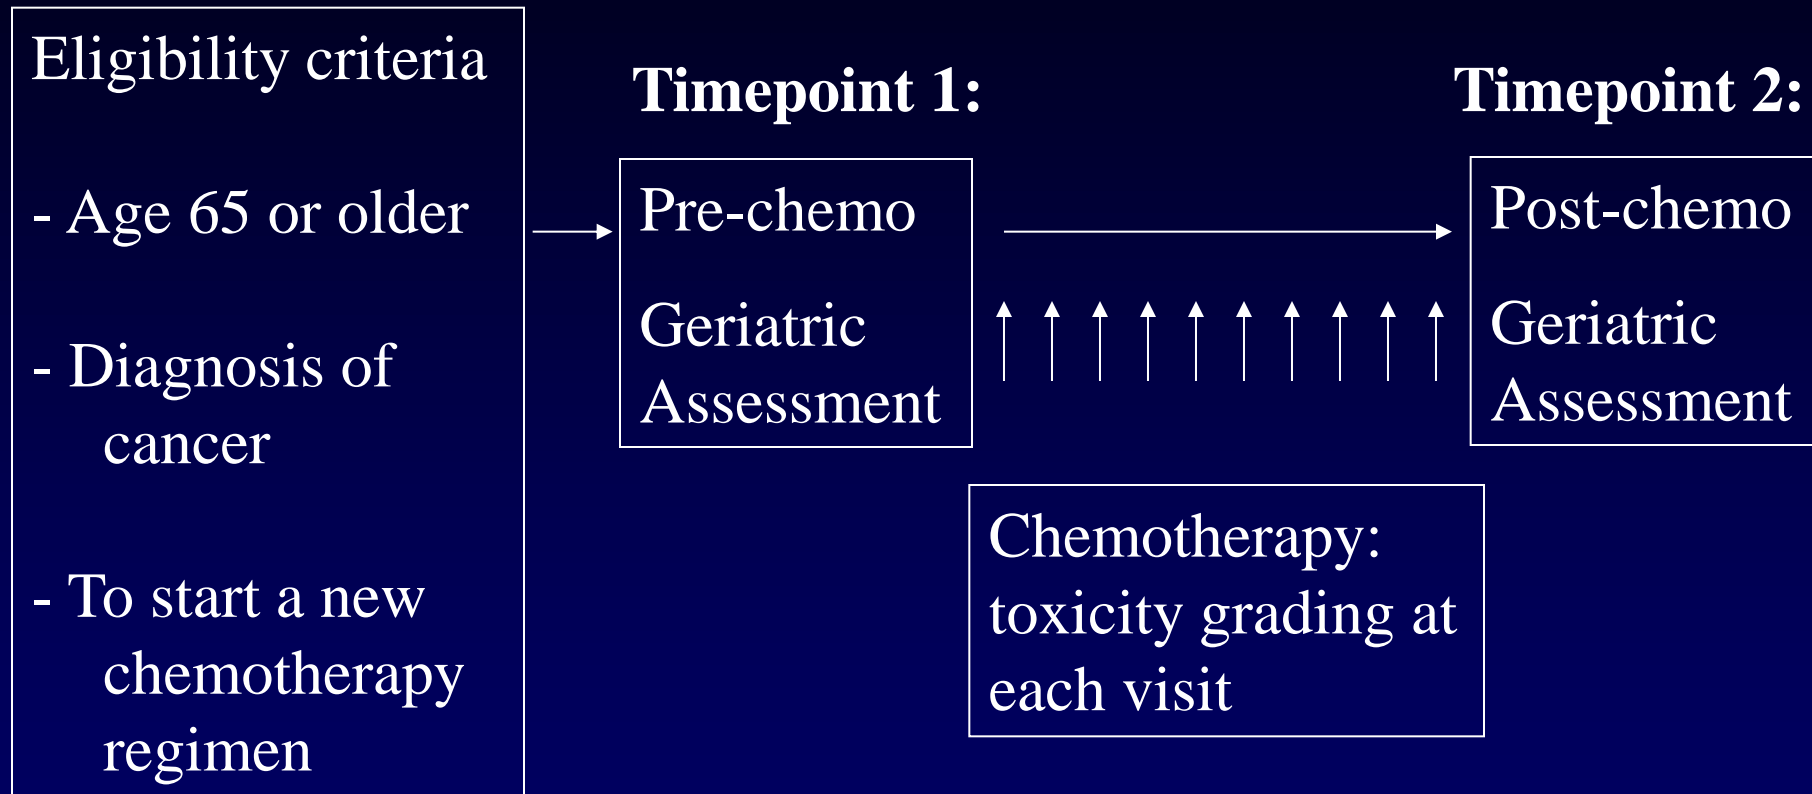 Eligibility criteria
- Age 65 or older
- Diagnosis of
cancer
- To start a new
chemotherapy
regimen
Timepoint 1:
Pre-chemo
Geriatric
Assessment
Chemotherapy:
toxicity grading at
each visit
Timepoint 2:
Post-chemo
Geriatric
Assessment